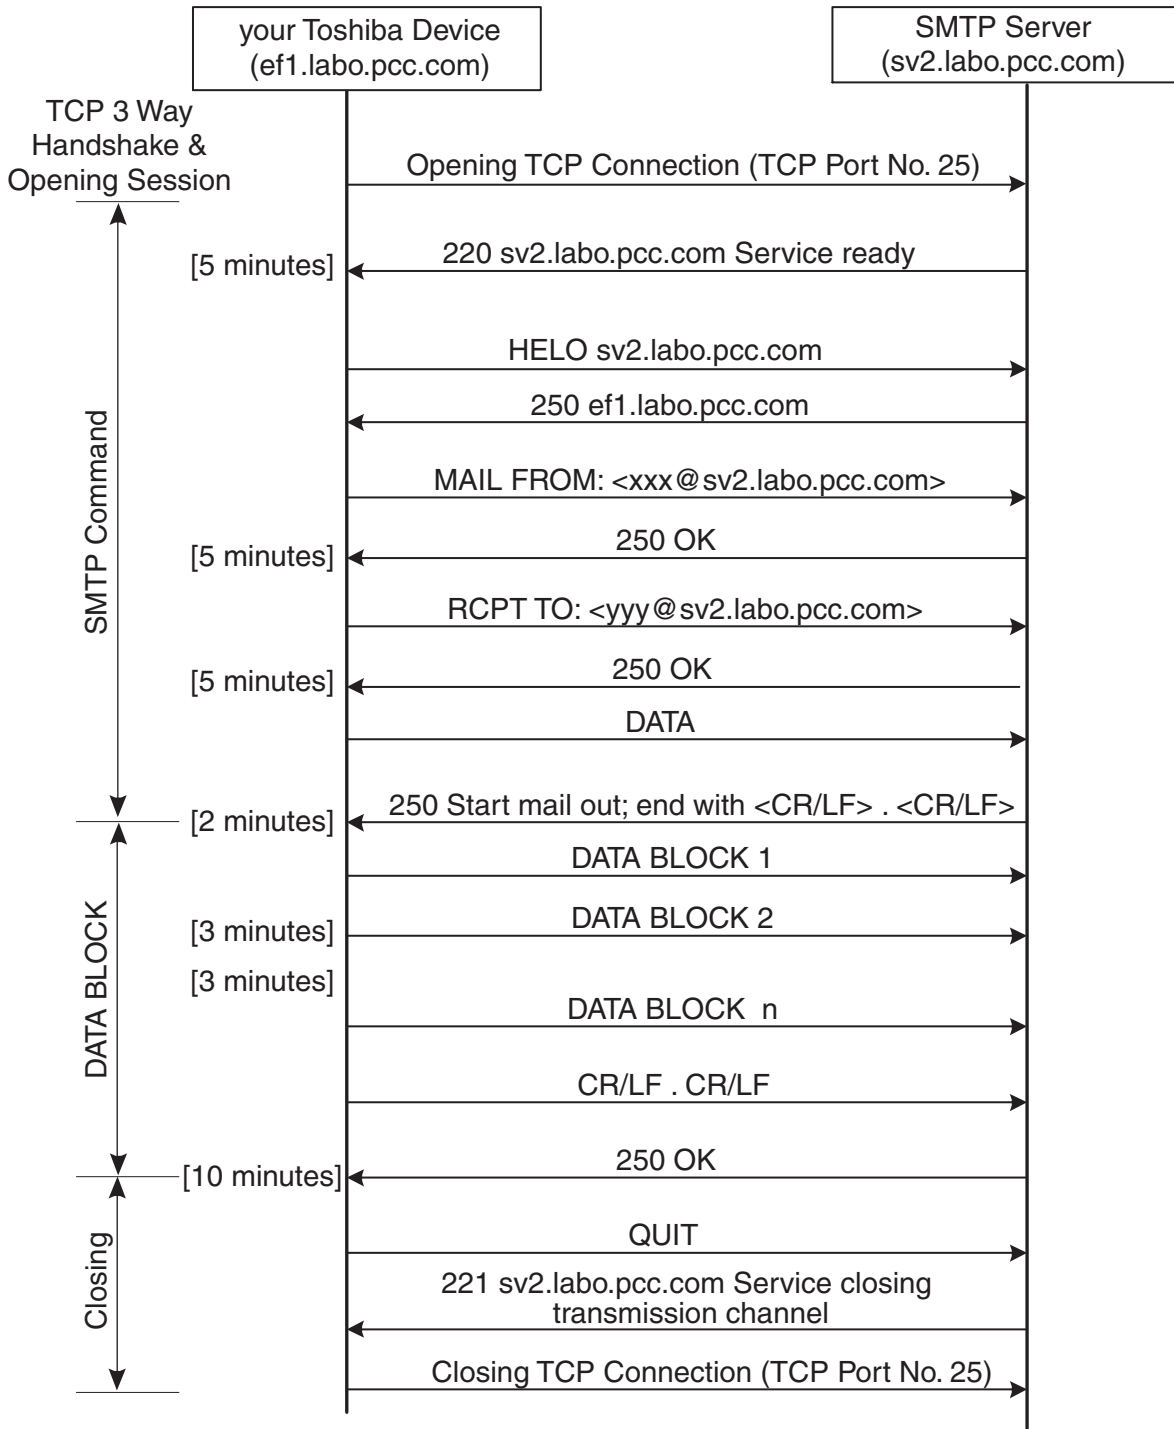 your Toshiba Device
(ef1.labo.pcc.com)
SMTP Server
(sv2.labo.pcc.com)
TCP 3 Way
Handshake &
Opening Session
Opening TCP Connection (TCP Port No. 25)
220 sv2.labo.pcc.com Service ready
[5 minutes]
HELO sv2.labo.pcc.com
250 ef1.labo.pcc.com
SMTP Command
MAIL FROM: <xxx@sv2.labo.pcc.com>
250 OK
[5 minutes]
RCPT TO: <yyy@sv2.labo.pcc.com>
250 OK
[5 minutes]
DATA
250 Start mail out; end with <CR/LF> . <CR/LF>
[2 minutes]
DATA BLOCK 1
DATA BLOCK
DATA BLOCK 2
[3 minutes]
[3 minutes]
DATA BLOCK n
CR/LF . CR/LF
250 OK
[10 minutes]
QUIT
Closing
221 sv2.labo.pcc.com Service closing
transmission channel
Closing TCP Connection (TCP Port No. 25)